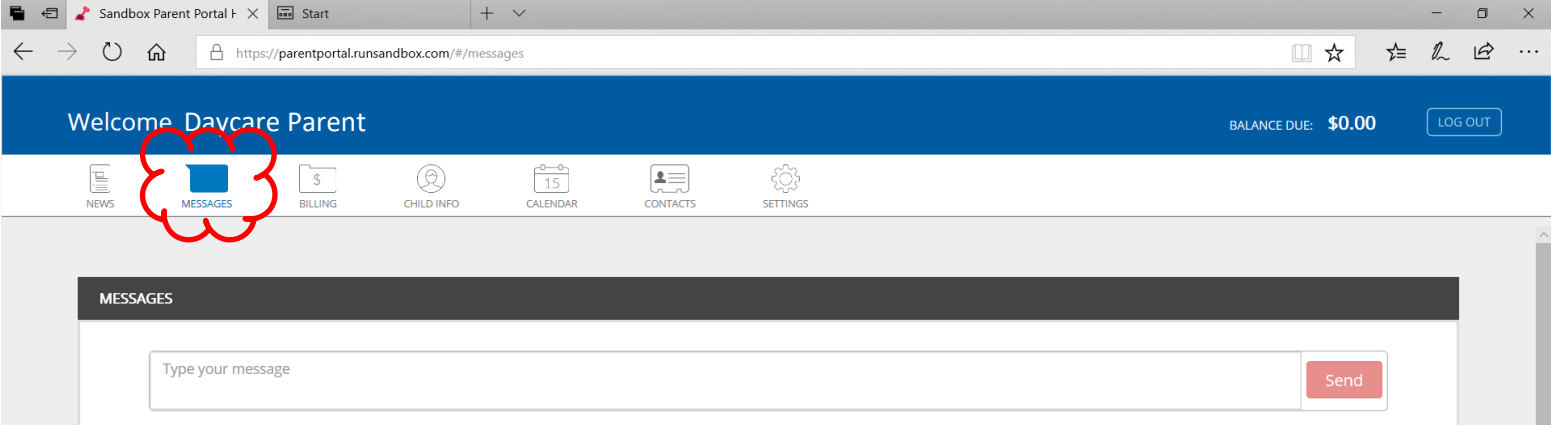 Sandbox Parent Portal H
Start
https://parentportal.runsandbox.com/#/messages
Welcome Daycare Parent
BALANCE DUE: $0.00
LOG OUT
$
15
NEWS
MESSAGES
BILLING
CHILD INFO
CALENDAR
CONTACTS
SETTINGS
MESSAGES
Type your message
Send